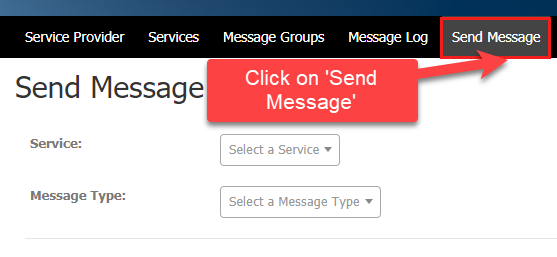 Service Provider Services Message Groups Message Log Send Message
Send Message
Click on 'Send
Message'
Service: Select a Service
Message Type: Select a Message Type